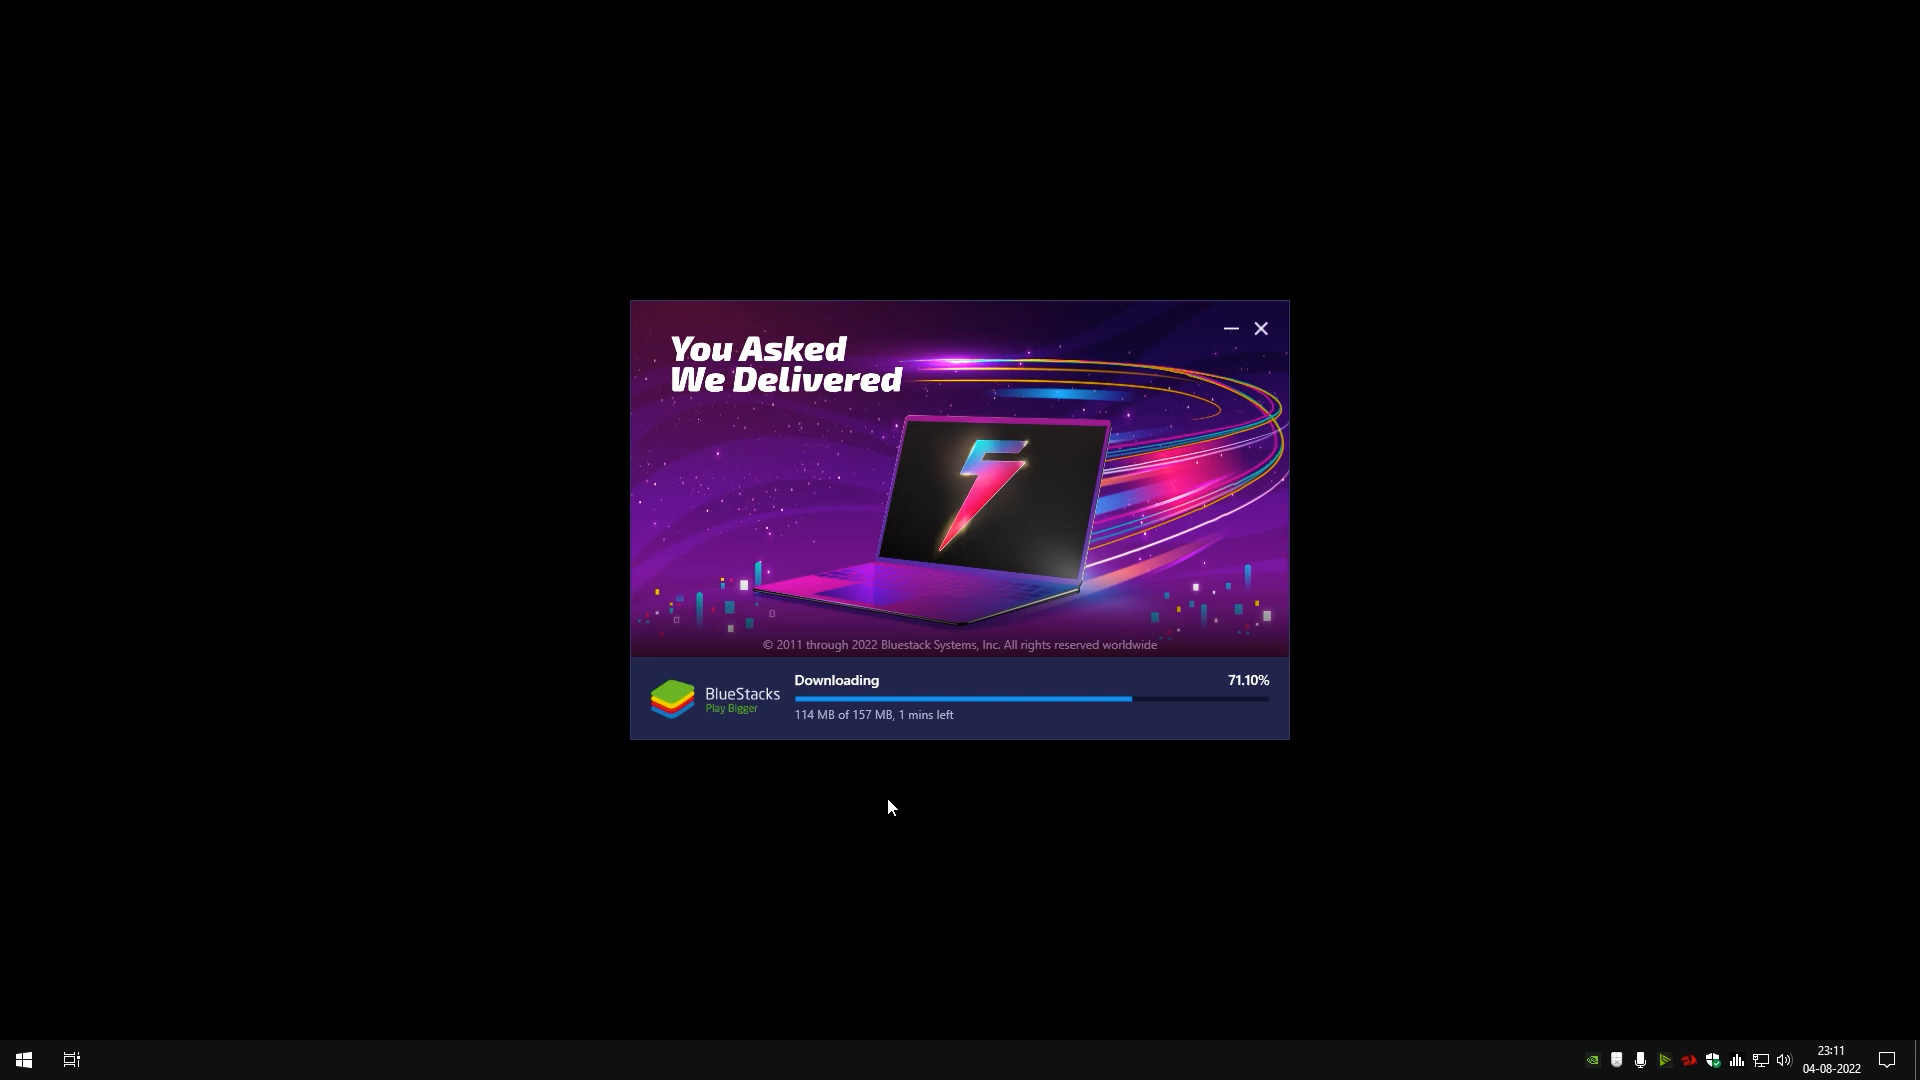 You Asked
We Delivered
© 2011 through 2022 Bluestack Systems, Inc. All rights reserved worldwide
BlueStacks
Play Bigger
Downloading
71.10%
114 MB of 157 MB, 1 mins left
23:11
04-08-2022